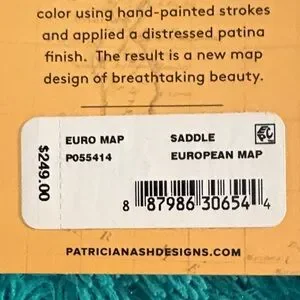 color using hand-painted strokes
and applied a distressed patina
finish. The result is a new map
design of breathtaking beauty.
$249.00
EURO MAP SADDLE
P055414 EUROPEAN MAP
8 87986 30654 4
PATRICIANASHDESIGNS.COM